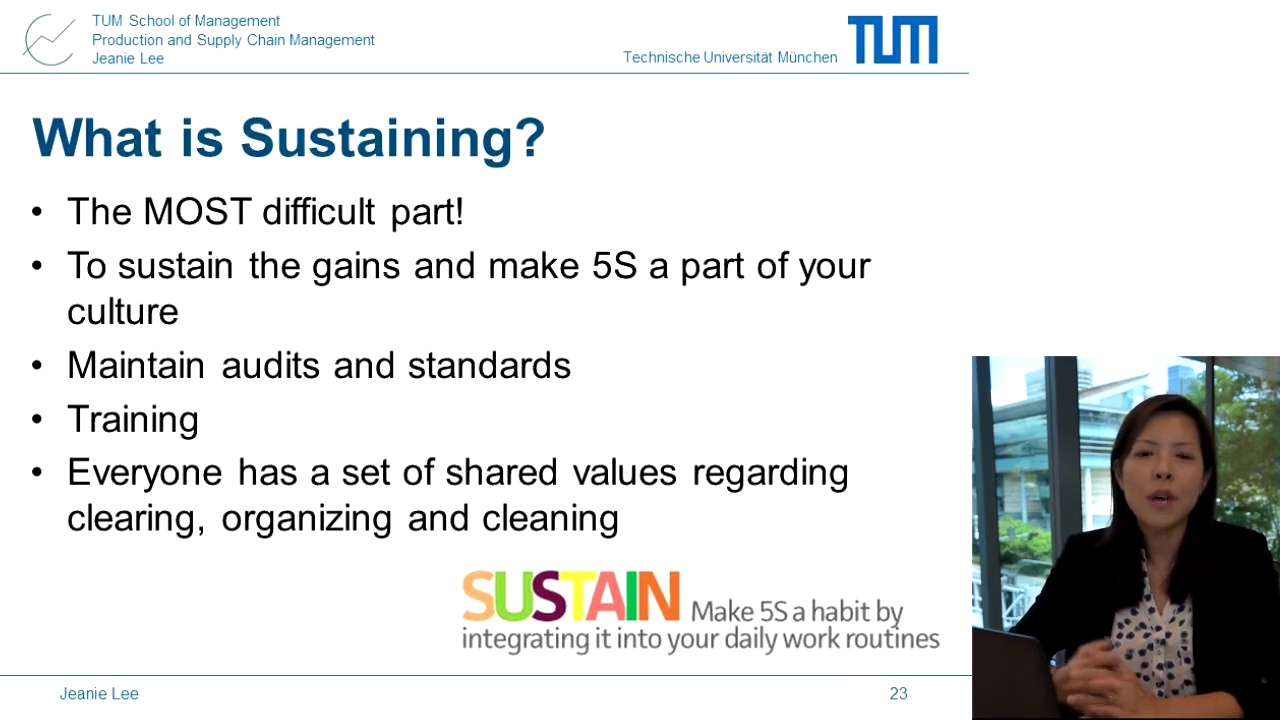 TUM School of Management
Production and Supply Chain Management
Jeanie Lee
Technische Universität München
TUM
What is Sustaining?
• The MOST difficult part!
• To sustain the gains and make 5S a part of your
culture
• Maintain audits and standards
• Training
• Everyone has a set of shared values regarding
clearing, organizing and cleaning
SUSTAIN Make 5S a habit by
integrating it into your daily work routines
Jeanie Lee
23